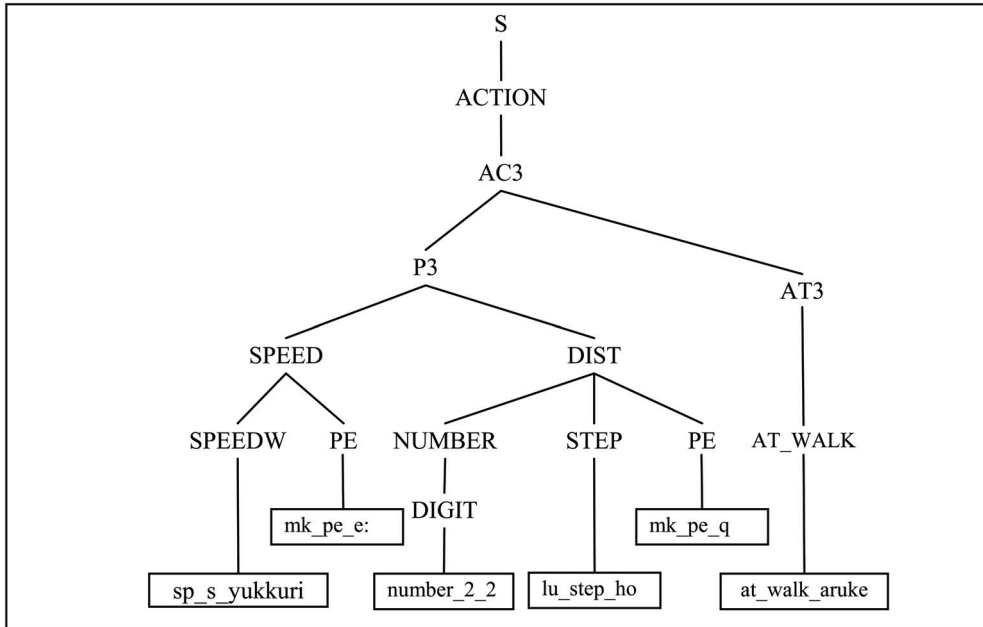 S
ACTION
AC3
P3
AT3
SPEED
DIST
SPEEDW PE NUMBER STEP PE AT_WALK
DIGIT
mk_pe_e:
mk_pe_q
sp_s_yukkuri
number_2_2
lu_step_ho
at_walk_aruke